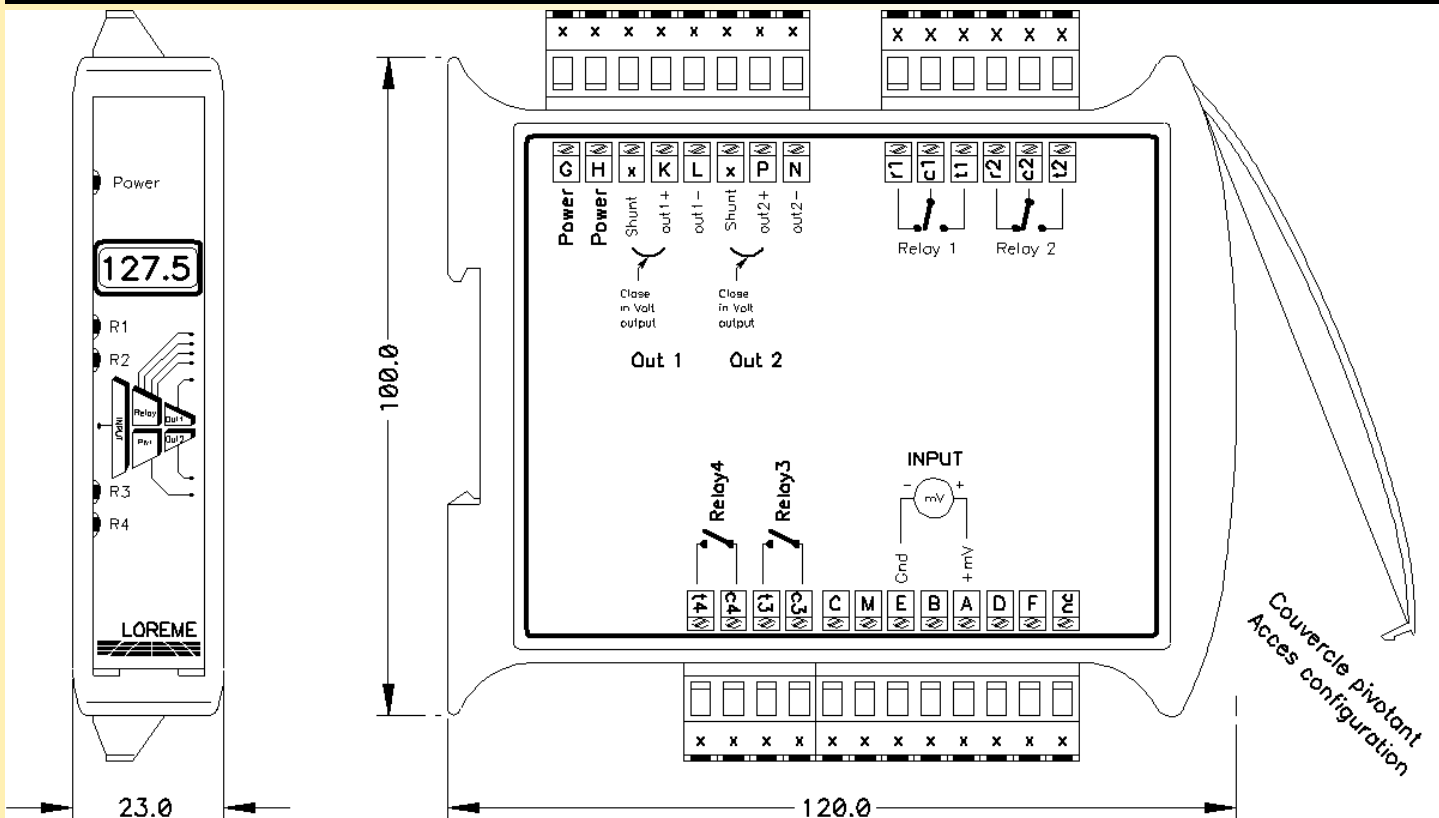 x x x x x x x x
x x x x x x
Power
127.5
R1
R2
INPUT
Relay
Out1
Out2
R3
R4
LOREME
23.0
100.0
G H x K L x P N
Power
Power
Shunt
out1+
out1-
Shunt
out2+
out2-
Close
in Volt
output
Close
in Volt
output
Out 1
Out 2
r1 c1 t1 r2 c2 t2
Relay 1
Relay 2
Relay4
Relay3
INPUT
- +
mV
Gnd
+mV
t4 c4 t3 c3 C M E B A D F
x x x x x x x x x x x x
120.0
Couvercle pivotant
Acces configuration